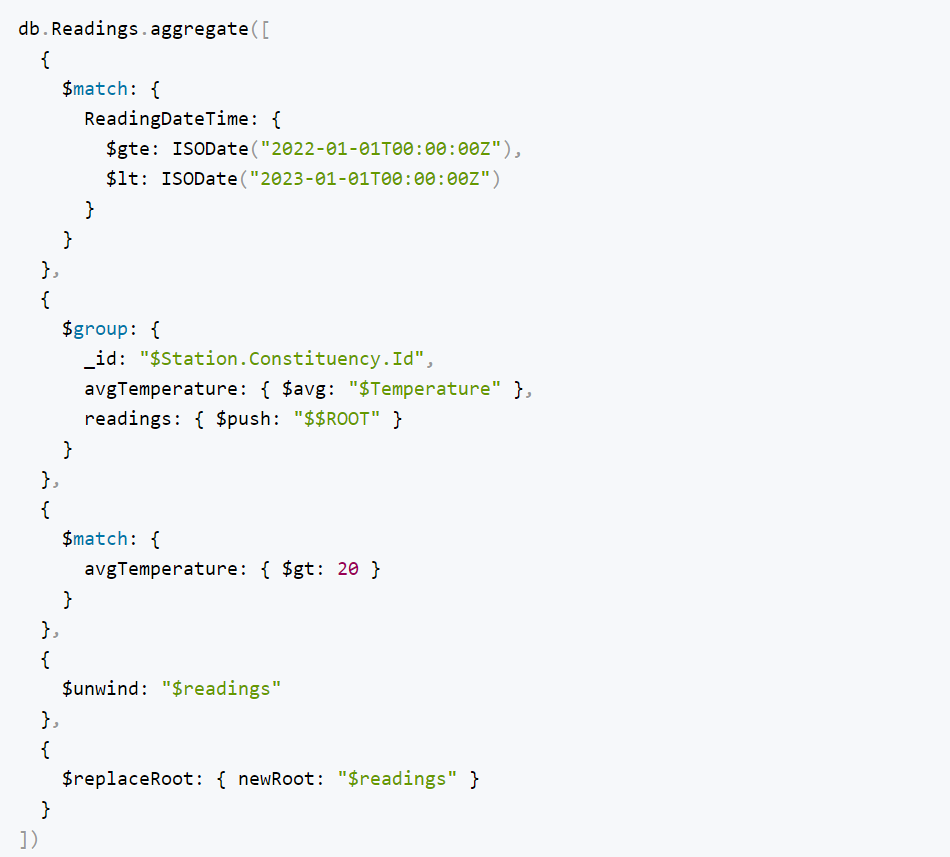 db.Readings.aggregate([
  {
    $match: {
      ReadingDateTime: {
        $gte: ISODate("2022-01-01T00:00:00Z"),
        $lt: ISODate("2023-01-01T00:00:00Z")
      }
    }
  },
  {
    $group: {
      _id: "$Station.Constituency.Id",
      avgTemperature: { $avg: "$Temperature" },
      readings: { $push: "$$ROOT" }
    }
  },
  {
    $match: {
      avgTemperature: { $gt: 20 }
    }
  },
  {
    $unwind: "$readings"
  },
  {
    $replaceRoot: { newRoot: "$readings" }
  }
])